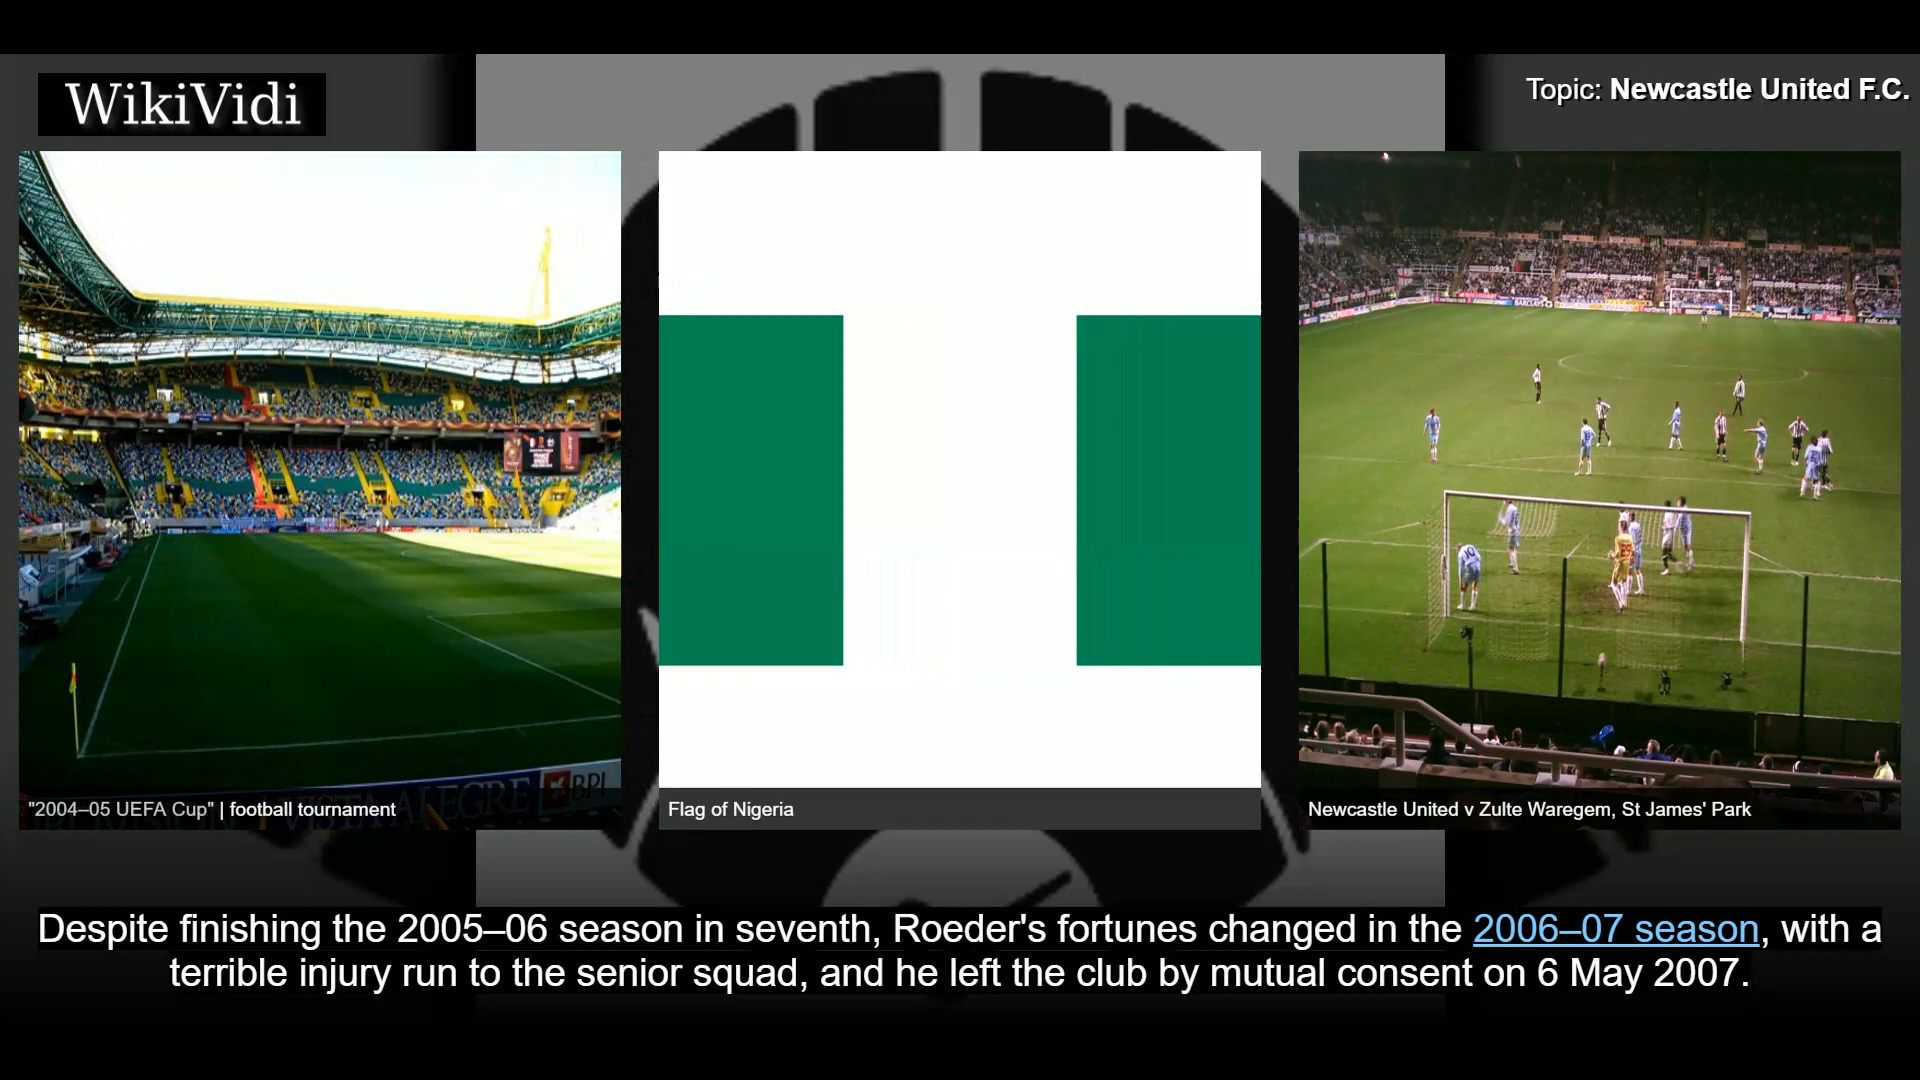 WikiVidi
Topic: Newcastle United F.C.
BPI
"2004–05 UEFA Cup" | football tournament
Flag of Nigeria
Newcastle United v Zulte Waregem, St James' Park
Despite finishing the 2005–06 season in seventh, Roeder's fortunes changed in the 2006–07 season, with a
terrible injury run to the senior squad, and he left the club by mutual consent on 6 May 2007.